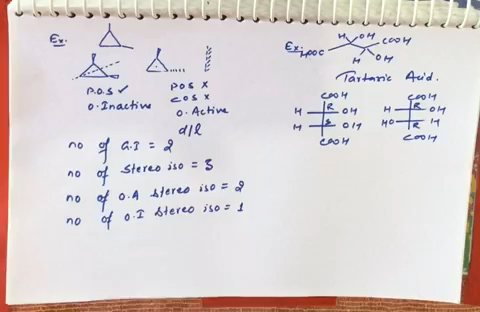 Ex.
P.O.S ✓
O. Inactive
POS ×
COS ×
O. Active
d/l
no of G.I = 2
no of Stereo iso = 3
no of O.A Stereo iso = 2
no of O.I Stereo iso = 1
Ex.
H OH
HOOC COOH
H OH
Tartaric Acid.
COOH COOH
H R OH H R OH
H S OH HO R H
COOH COOH